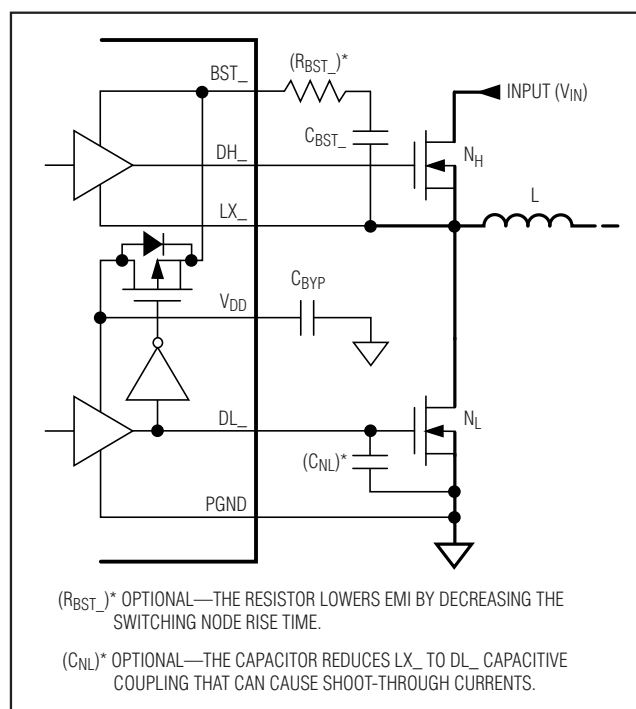 BST_
(RBST_)*
INPUT (VIN)
CBST_
DH_
NH
L
LX_
CBYP
VDD
NL
DL_
(CNL)*
PGND
(RBST_)* OPTIONAL—THE RESISTOR LOWERS EMI BY DECREASING THE
SWITCHING NODE RISE TIME.
(CNL)* OPTIONAL—THE CAPACITOR REDUCES LX_ TO DL_ CAPACITIVE
COUPLING THAT CAN CAUSE SHOOT-THROUGH CURRENTS.